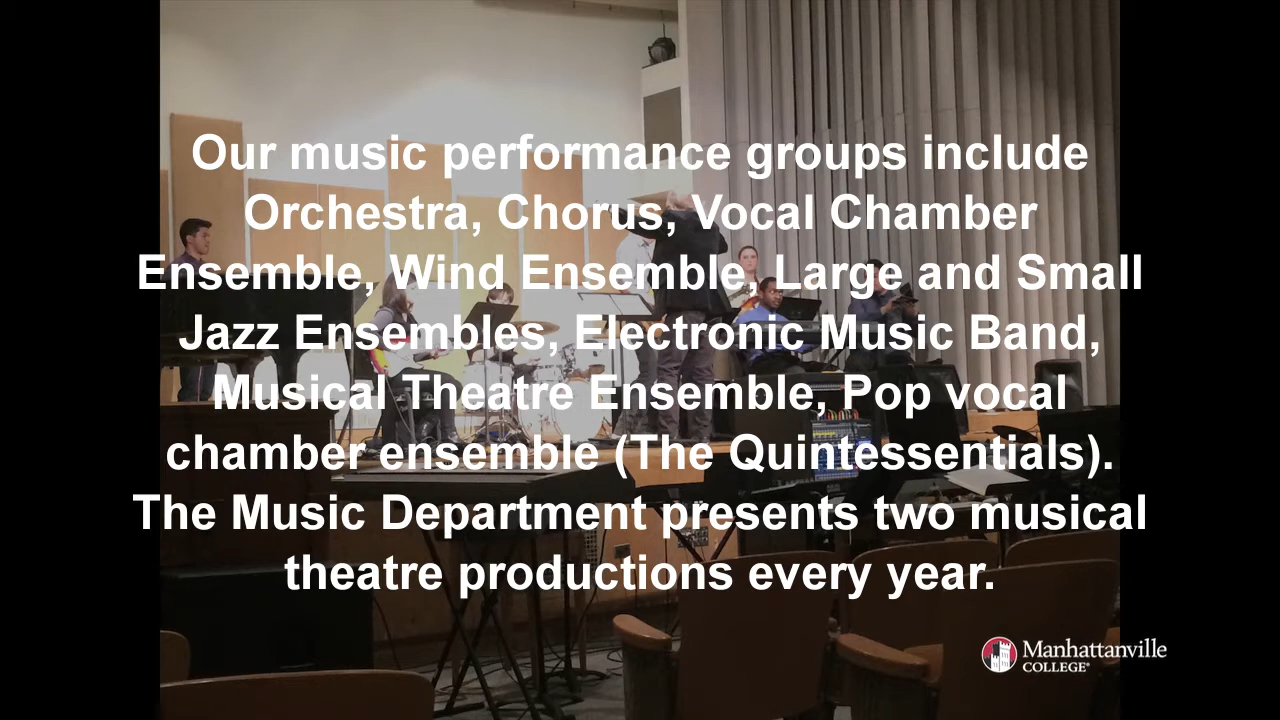 Our music performance groups include
Orchestra, Chorus, Vocal Chamber
Ensemble, Wind Ensemble, Large and Small
Jazz Ensembles, Electronic Music Band,
Musical Theatre Ensemble, Pop vocal
chamber ensemble (The Quintessentials).
The Music Department presents two musical
theatre productions every year.
Manhattanville
COLLEGE®